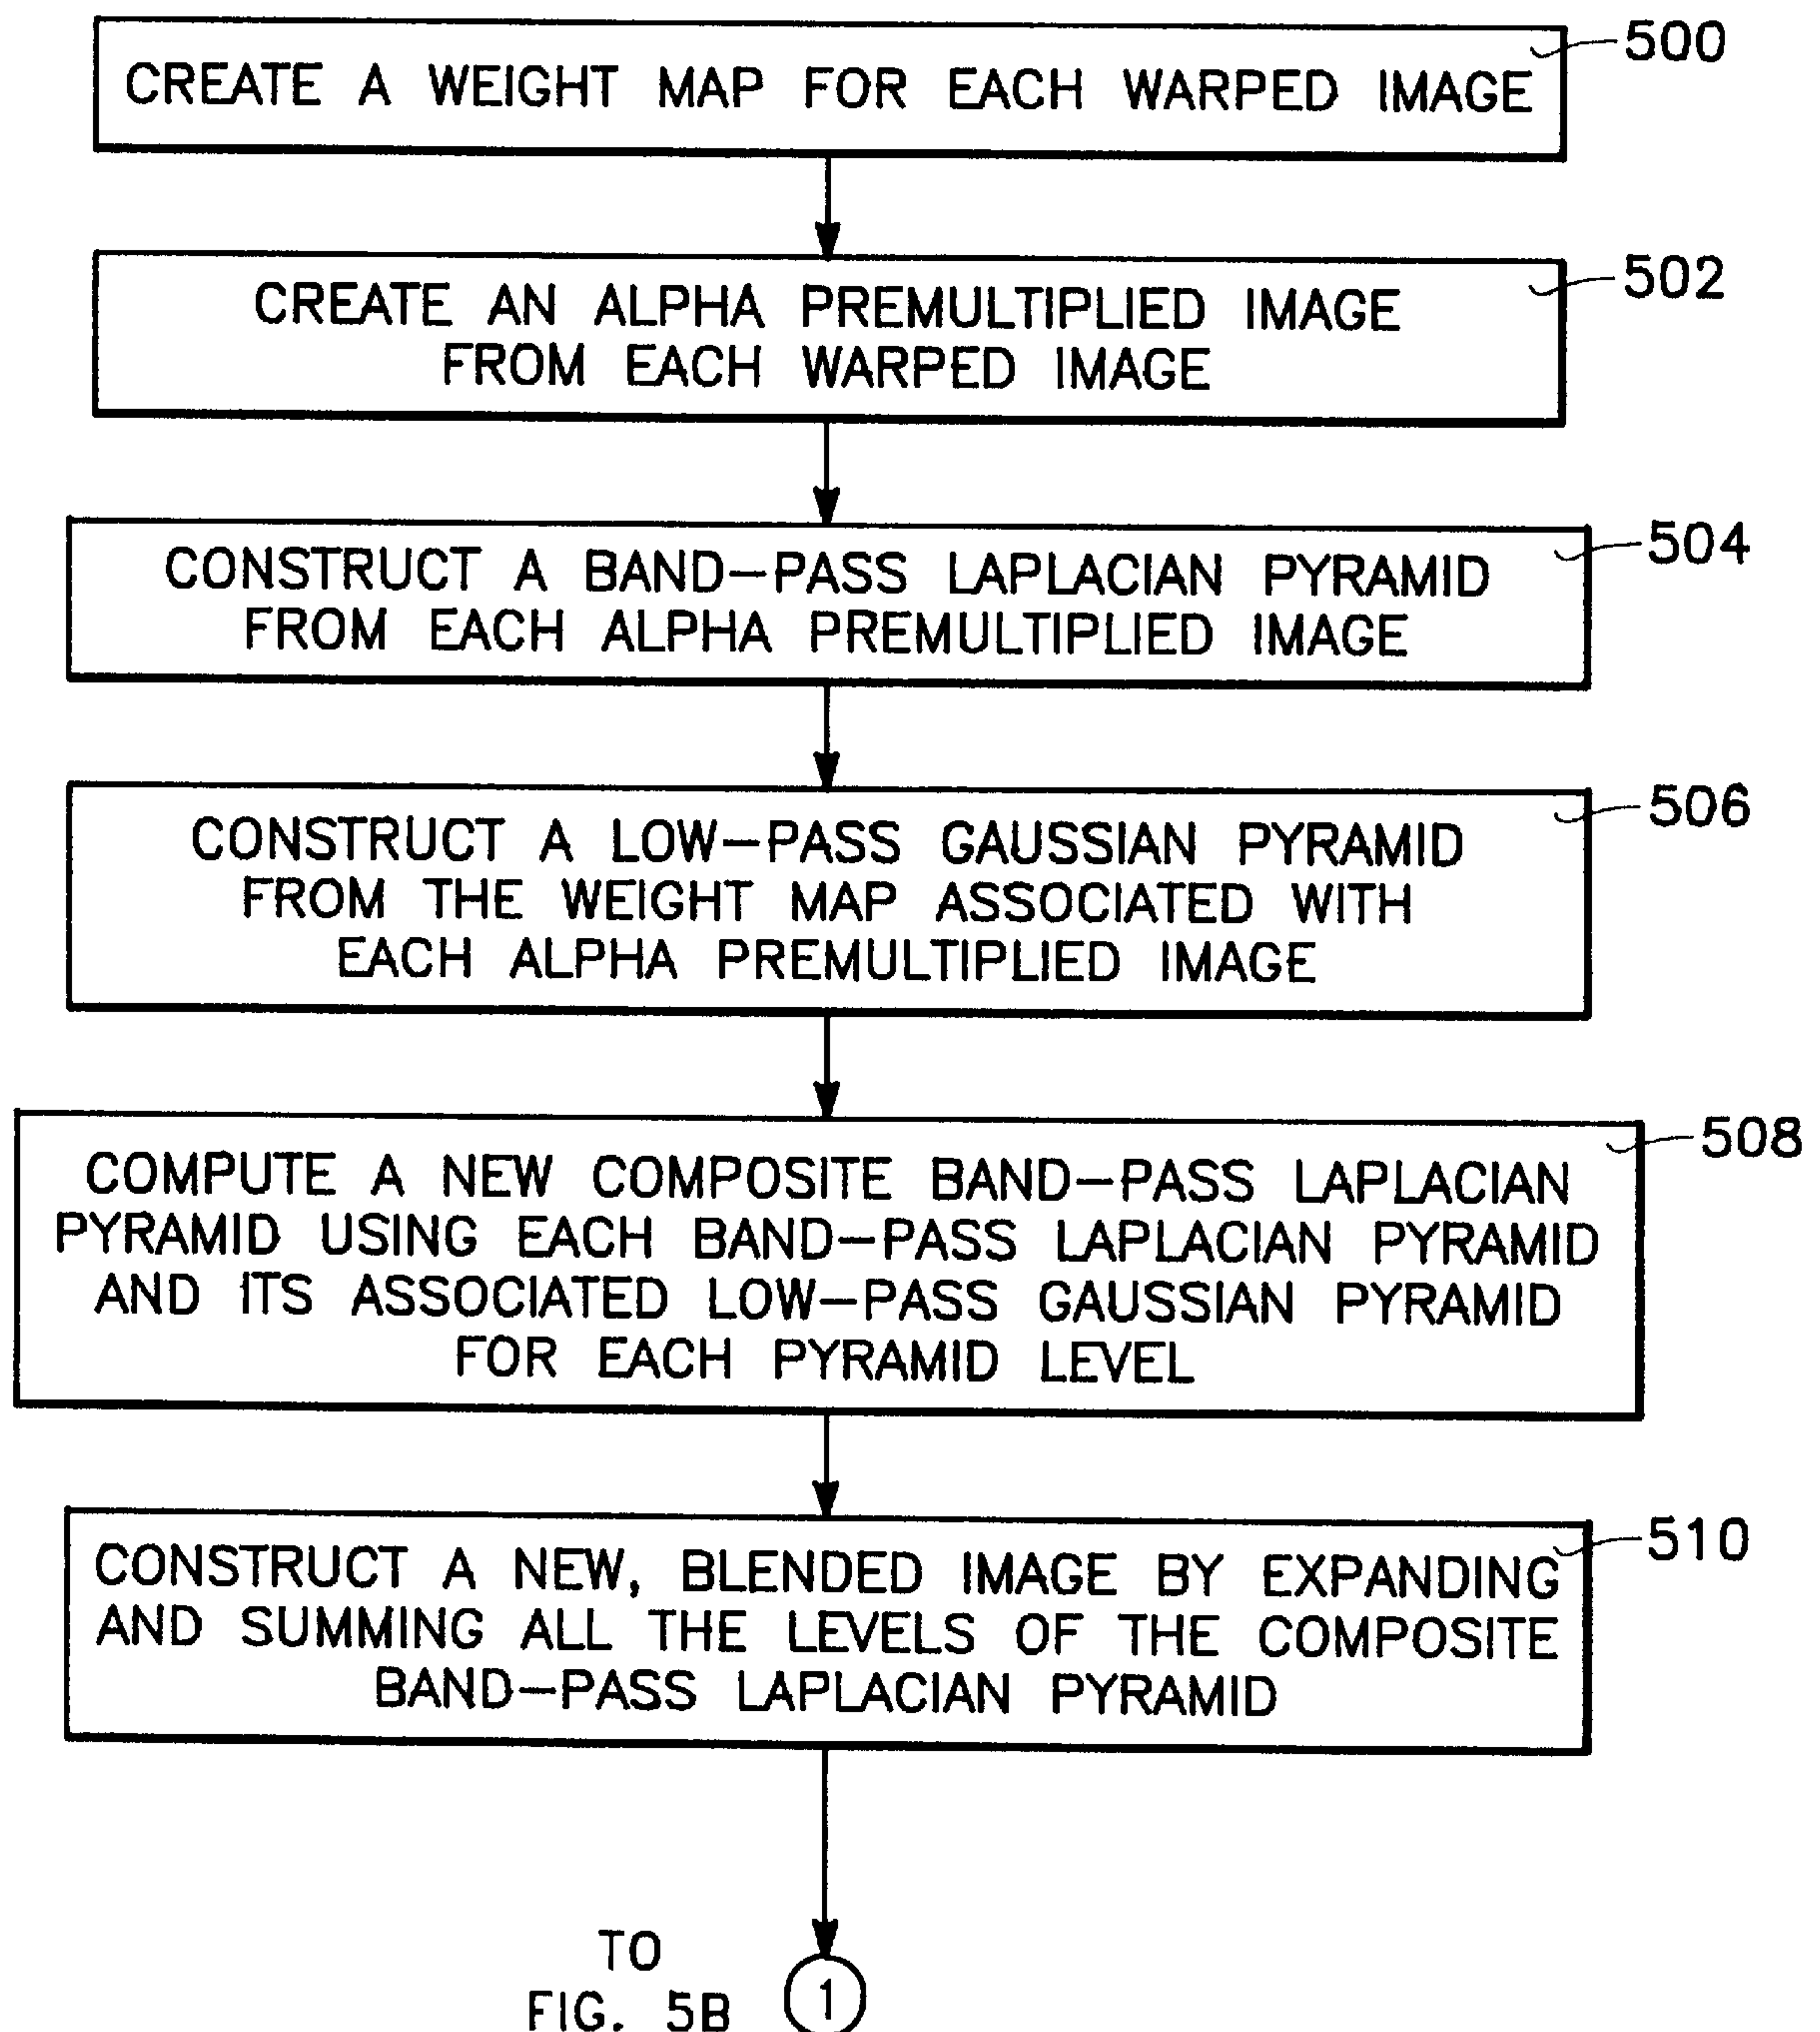 500
CREATE A WEIGHT MAP FOR EACH WARPED IMAGE
502
CREATE AN ALPHA PREMULTIPLIED IMAGE
FROM EACH WARPED IMAGE
504
CONSTRUCT A BAND-PASS LAPLACIAN PYRAMID
FROM EACH ALPHA PREMULTIPLIED IMAGE
506
CONSTRUCT A LOW-PASS GAUSSIAN PYRAMID
FROM THE WEIGHT MAP ASSOCIATED WITH
EACH ALPHA PREMULTIPLIED IMAGE
508
COMPUTE A NEW COMPOSITE BAND-PASS LAPLACIAN
PYRAMID USING EACH BAND-PASS LAPLACIAN PYRAMID
AND ITS ASSOCIATED LOW-PASS GAUSSIAN PYRAMID
FOR EACH PYRAMID LEVEL
510
CONSTRUCT A NEW, BLENDED IMAGE BY EXPANDING
AND SUMMING ALL THE LEVELS OF THE COMPOSITE
BAND-PASS LAPLACIAN PYRAMID
TO
FIG. 5B
1